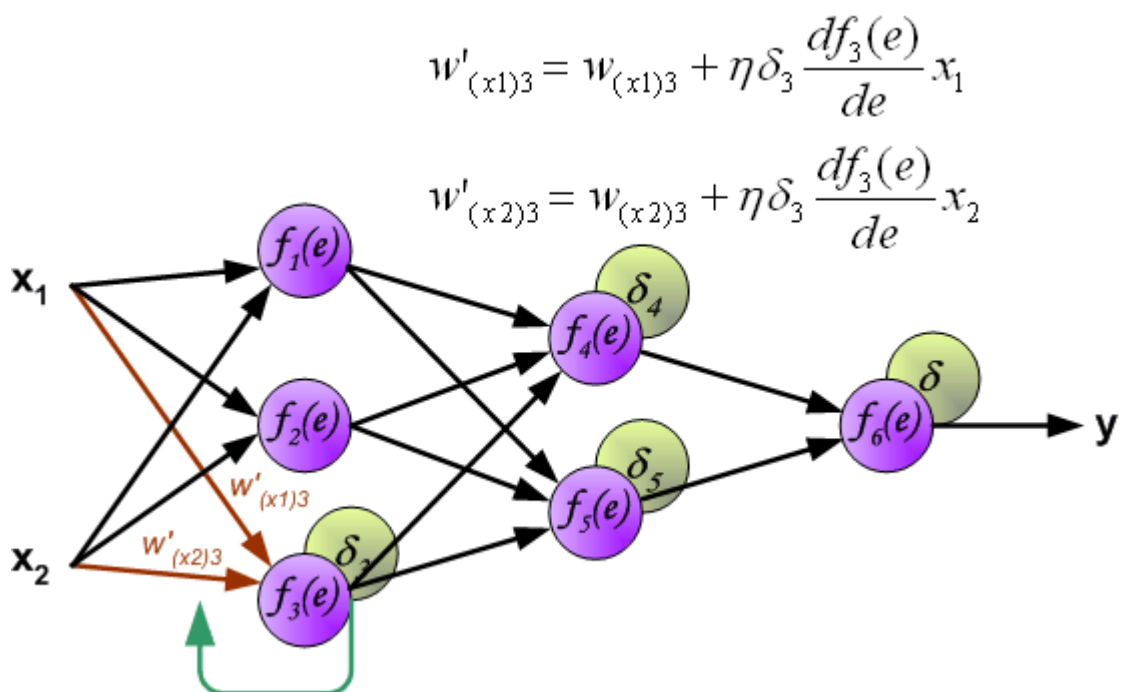 w'(x1)3 = w(x1)3 + ηδ3 df3(e)/de x1
w'(x2)3 = w(x2)3 + ηδ3 df3(e)/de x2
f1(e)
x1
δ4
f4(e)
δ
f2(e)
f6(e)
y
δ5
w'(x1)3
f5(e)
w'(x2)3
x2
δ3
f3(e)